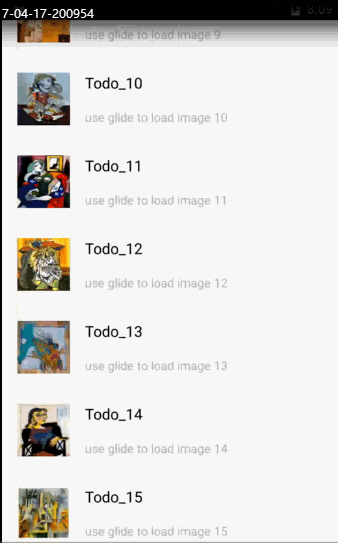 7-04-17-200954
8:09
use glide to load image 9
Todo_10
use glide to load image 10
Todo_11
use glide to load image 11
Todo_12
use glide to load image 12
Todo_13
use glide to load image 13
Todo_14
use glide to load image 14
Todo_15
use glide to load image 15